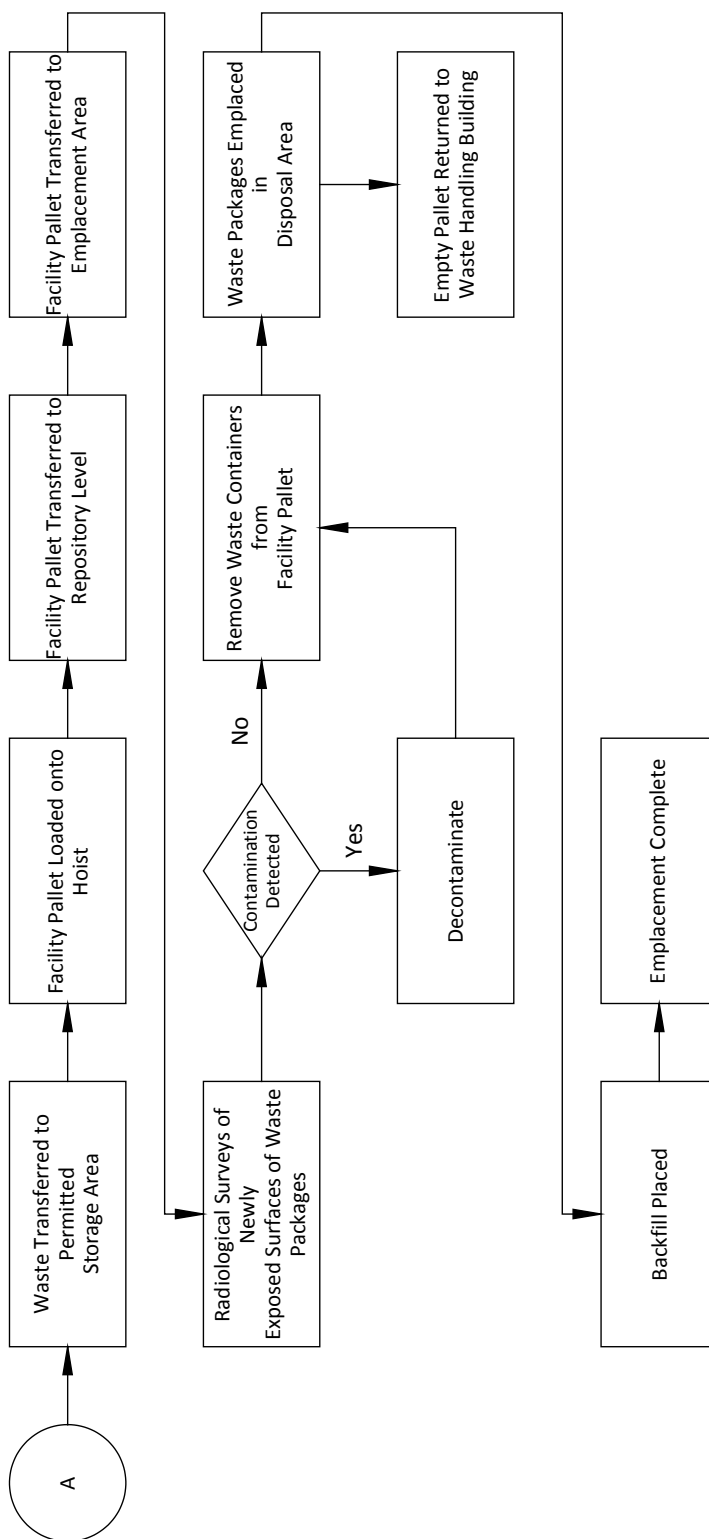 A
Waste Transferred to
Permitted
Storage Area
Facility Pallet Loaded onto
Hoist
Facility Pallet Transferred to
Repository Level
Facility Pallet Transferred to
Emplacement Area
Radiological Surveys of
Newly
Exposed Surfaces of Waste
Packages
Contamination
Detected
No
Yes
Decontaminate
Remove Waste Containers
from
Facility Pallet
Waste Packages Emplaced
in
Disposal Area
Empty Pallet Returned to
Waste Handling Building
Backfill Placed
Emplacement Complete